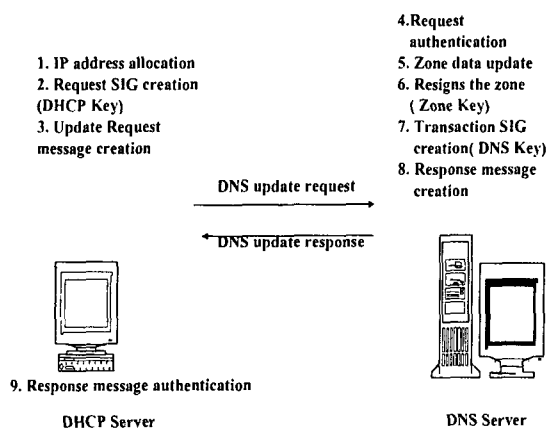 1. IP address allocation
2. Request SIG creation
(DHCP Key)
3. Update Request
message creation
4.Request
authentication
5. Zone data update
6. Resigns the zone
( Zone Key)
7. Transaction SIG
creation( DNS Key)
8. Response message
creation
DNS update request
DNS update response
9. Response message authentication
DHCP Server
DNS Server